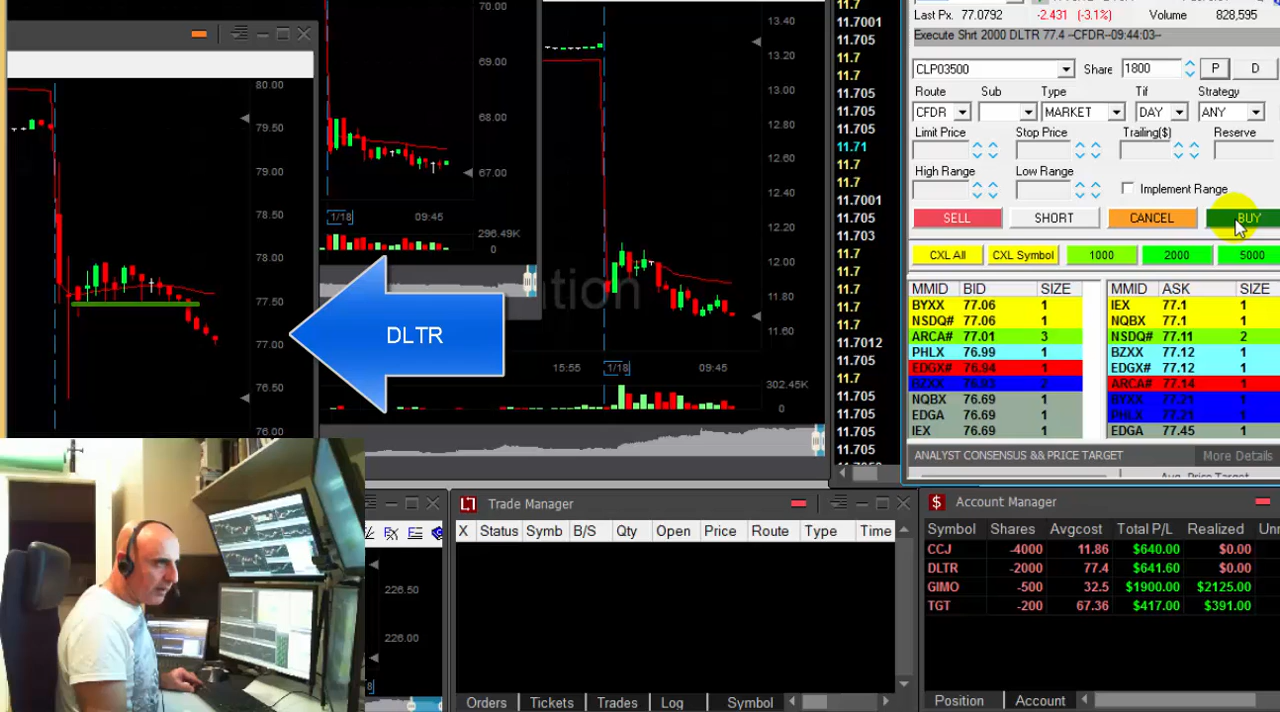 80.00
79.50
79.00
78.50
78.00
77.50
77.00
76.50
76.00
DLTR
70.00
69.00
68.00
67.00
1/18 09:45
296.49K
0
13.40
13.20
13.00
12.80
12.60
12.40
12.20
12.00
11.80
11.60
15:55 1/18 09:45
302.45K
0
11.7
11.7001
11.705
11.7
11.7
11.705
11.705
11.705
11.71
11.7
11.7
11.7001
11.705
11.703
11.7
11.7
11.705
11.705
11.7
11.7012
11.705
11.7
11.705
11.705
11.705
11.705
Last Px. 77.0792 -2.431 (-3.1%) Volume 828,595
Execute Shrt 2000 DLTR 77.4 --CFDR--09:44:03--
CLP03500 Share 1800 P D
Route Sub Type Tif Strategy
CFDR MARKET DAY ANY
Limit Price Stop Price Trailing($) Reserve
High Range Low Range Implement Range
SELL SHORT CANCEL BUY
CXL All CXL Symbol 1000 2000 5000
MMID BID SIZE MMID ASK SIZE
BYXX 77.06 1 IEX 77.1 1
NSDQ# 77.06 1 NQBX 77.1 1
ARCA# 77.01 3 NSDQ# 77.11 2
PHLX 76.99 1 BZXX 77.12 1
EDGX# 76.94 1 EDGX# 77.12 1
BZXX 76.93 2 ARCA# 77.14 1
NQBX 76.69 1 BYXX 77.21 1
EDGA 76.69 1 PHLX 77.21 1
IEX 76.69 1 EDGA 77.45 1
ANALYST CONSENSUS && PRICE TARGET More Details
Avg. Price Target
226.50
226.00
Trade Manager
X Status Symb B/S Qty Open Price Route Type Time
Orders Tickets Trades Log Symbol
$ Account Manager
Symbol Shares Avgcost Total P/L Realized
CCJ -4000 11.86 $640.00 $0.00
DLTR -2000 77.4 $641.60 $0.00
GIMO -500 32.5 $1900.00 $2125.00
TGT -200 67.36 $417.00 $391.00
Position Account